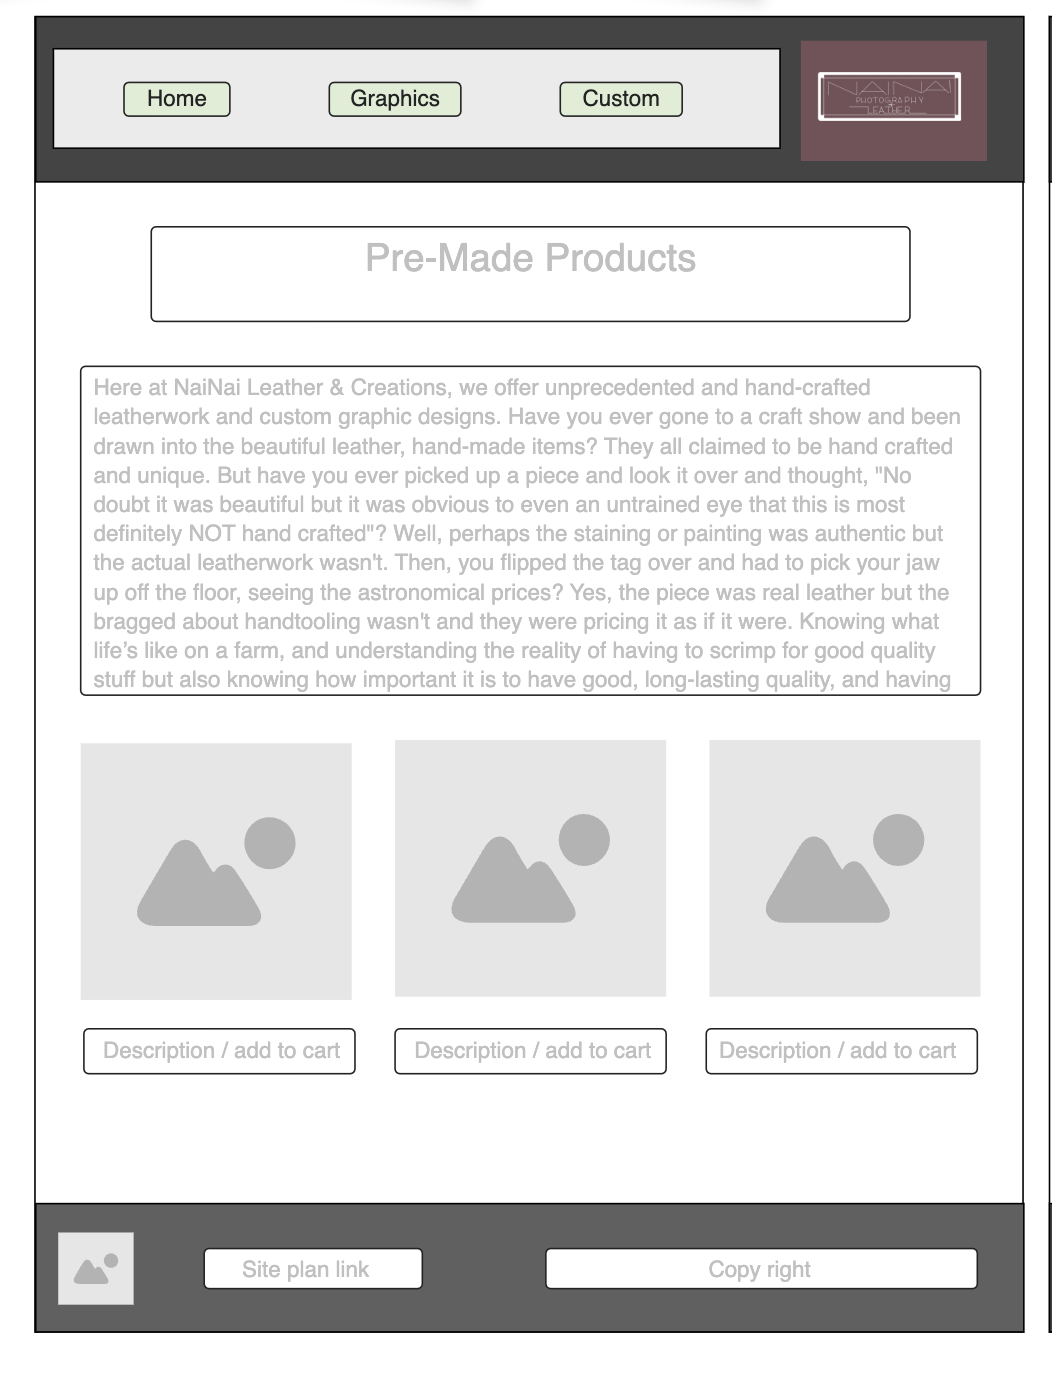 Home Graphics Custom
NAINAI
PHOTOGRAPHY
LEATHER
Pre-Made Products
Here at NaiNai Leather & Creations, we offer unprecedented and hand-crafted
leatherwork and custom graphic designs. Have you ever gone to a craft show and been
drawn into the beautiful leather, hand-made items? They all claimed to be hand crafted
and unique. But have you ever picked up a piece and look it over and thought, "No
doubt it was beautiful but it was obvious to even an untrained eye that this is most
definitely NOT hand crafted"? Well, perhaps the staining or painting was authentic but
the actual leatherwork wasn't. Then, you flipped the tag over and had to pick your jaw
up off the floor, seeing the astronomical prices? Yes, the piece was real leather but the
bragged about handtooling wasn't and they were pricing it as if it were. Knowing what
life’s like on a farm, and understanding the reality of having to scrimp for good quality
stuff but also knowing how important it is to have good, long-lasting quality, and having
Description / add to cart Description / add to cart Description / add to cart
Site plan link Copy right